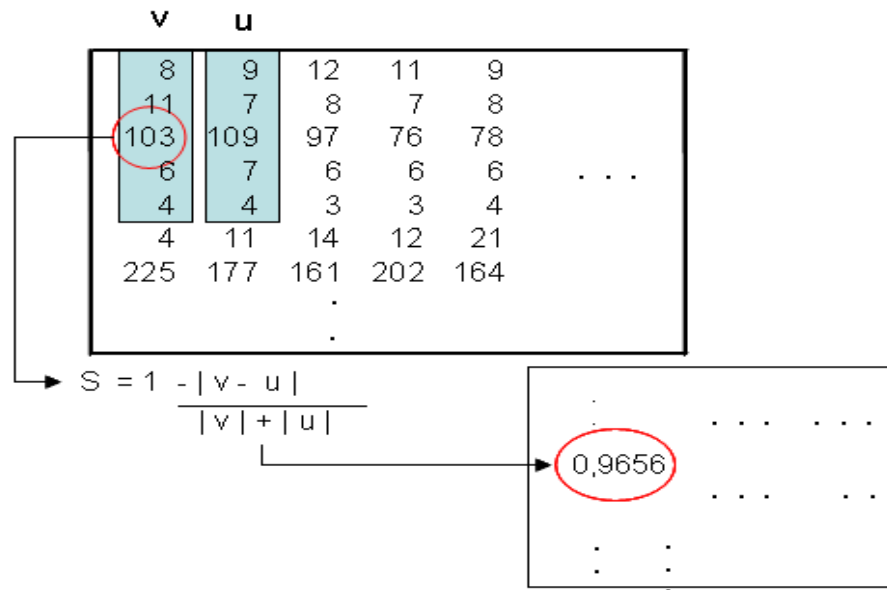 v u
8 9 12 11 9
11 7 8 7 8
103 109 97 76 78
6 7 6 6 6 . . .
4 4 3 3 4
4 11 14 12 21
225 177 161 202 164
.
.
S = 1 - | v - u |
| v | + | u |
:
. . . . . .
0,9656
. . . . .
: :